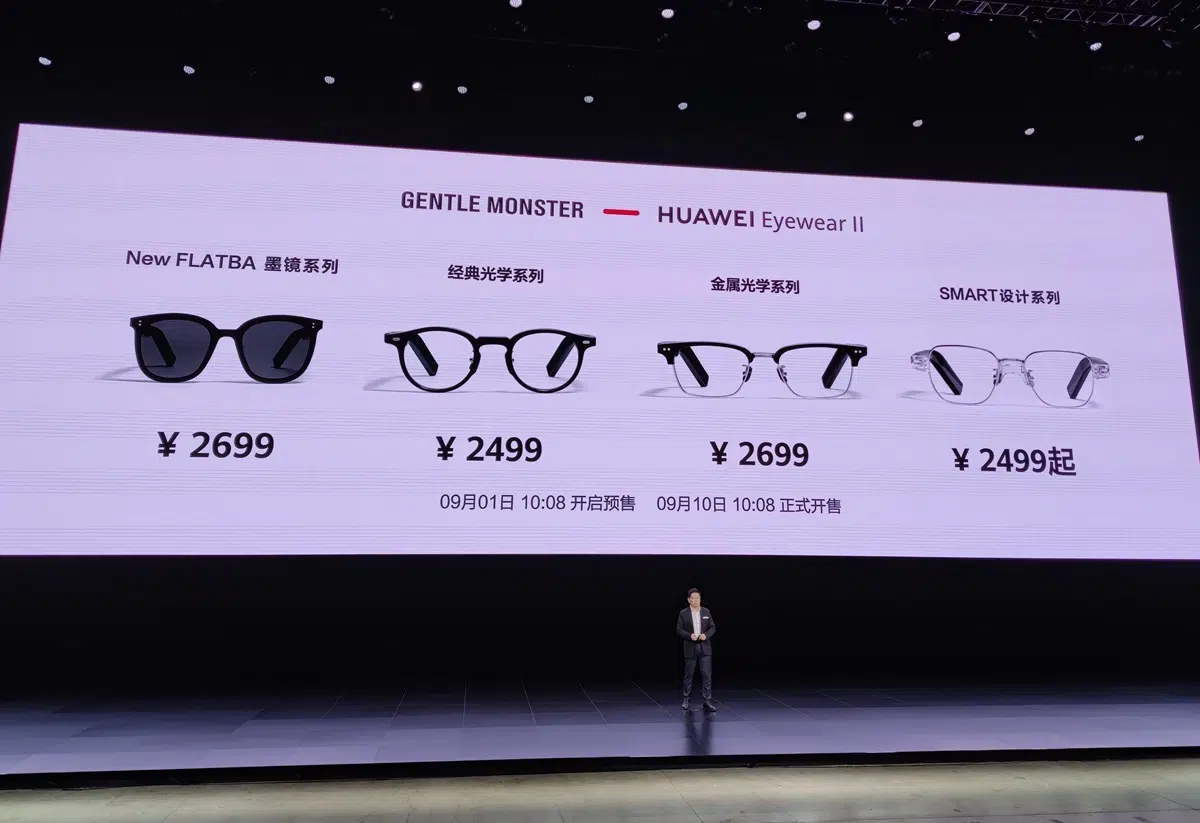 GENTLE MONSTER — HUAWEI Eyewear II
New FLATBA 墨镜系列
经典光学系列
金属光学系列
SMART设计系列
¥ 2699
¥ 2499
¥ 2699
¥ 2499起
09月01日 10:08 开启预售 09月10日 10:08 正式开售